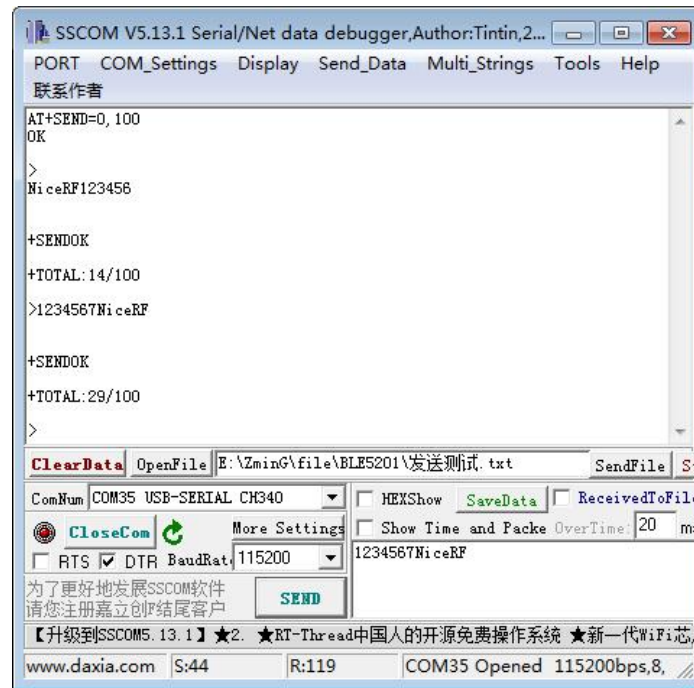 SSCOM V5.13.1 Serial/Net data debugger,Author:Tintin,2...
PORT COM_Settings Display Send_Data Multi_Strings Tools Help
联系作者
AT+SEND=0,100
OK
>
NiceRF123456
+SENDOK
+TOTAL:14/100
>1234567NiceRF
+SENDOK
+TOTAL:29/100
>
ClearData OpenFile E:\ZminG\file\BLE5201\发送测试.txt SendFile S
ComNum COM35 USB-SERIAL CH340 HEXShow SaveData ReceivedToFil
CloseCom More Settings Show Time and Packe OverTime: 20 m
RTS DTR BaudRat 115200 1234567NiceRF
为了更好地发展SSCOM软件
请您注册嘉立创F结尾客户 SEND
【升级到SSCOM5.13.1】★2. ★RT-Thread中国人的开源免费操作系统 ★新一代WiFi芯
www.daxia.com S:44 R:119 COM35 Opened 115200bps,8,